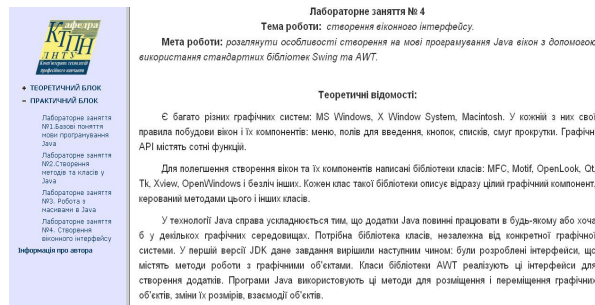 Кафедра
КТПН
ЛНТУ
Комп'ютерних технологій
професійного навчання
+ ТЕОРЕТИЧНИЙ БЛОК
– ПРАКТИЧНИЙ БЛОК
Лабораторне заняття
№1.Базові поняття
мови програмування
Java
Лабораторне заняття
№2.Створення
методів та класів у
Java
Лабораторне заняття
№3. Робота з
масивами в Java
Лабораторне заняття
№4. Створення
віконного інтерфейсу
Інформація про автора
Лабораторне заняття № 4
Тема роботи: створення віконного інтерфейсу.
Мета роботи: розглянути особливості створення на мові програмування Java вікон з допомогою
використання стандартних бібліотек Swing та AWT.
Теоретичні відомості:
Є багато різних графічних систем: MS Windows, X Window System, Macintosh. У кожній з них свої
правила побудови вікон і їх компонентів: меню, полів для введення, кнопок, списків, смуг прокрутки. Графічн
API містять сотні функцій.
Для полегшення створення вікон та їх компонентів написані бібліотеки класів: MFC, Motif, OpenLook, Qt,
Tk, Xview, OpenWindows і безліч інших. Кожен клас такої бібліотеки описує відразу цілий графічний компонент,
керований методами цього і інших класів.
У технології Java справа ускладнюється тим, що додатки Java повинні працювати в будь-якому або хоча
б у декількох графічних середовищах. Потрібна бібліотека класів, незалежна від конкретної графічної
системи. У першій версії JDK дане завдання вирішили наступним чином: були розроблені інтерфейси, що
містять методи роботи з графічними об'єктами. Класи бібліотеки AWT реалізують ці інтерфейси для
створення додатків. Програми Java використовують ці методи для розміщення і переміщення графічних
об'єктів, зміни їх розмірів, взаємодії об'єктів.